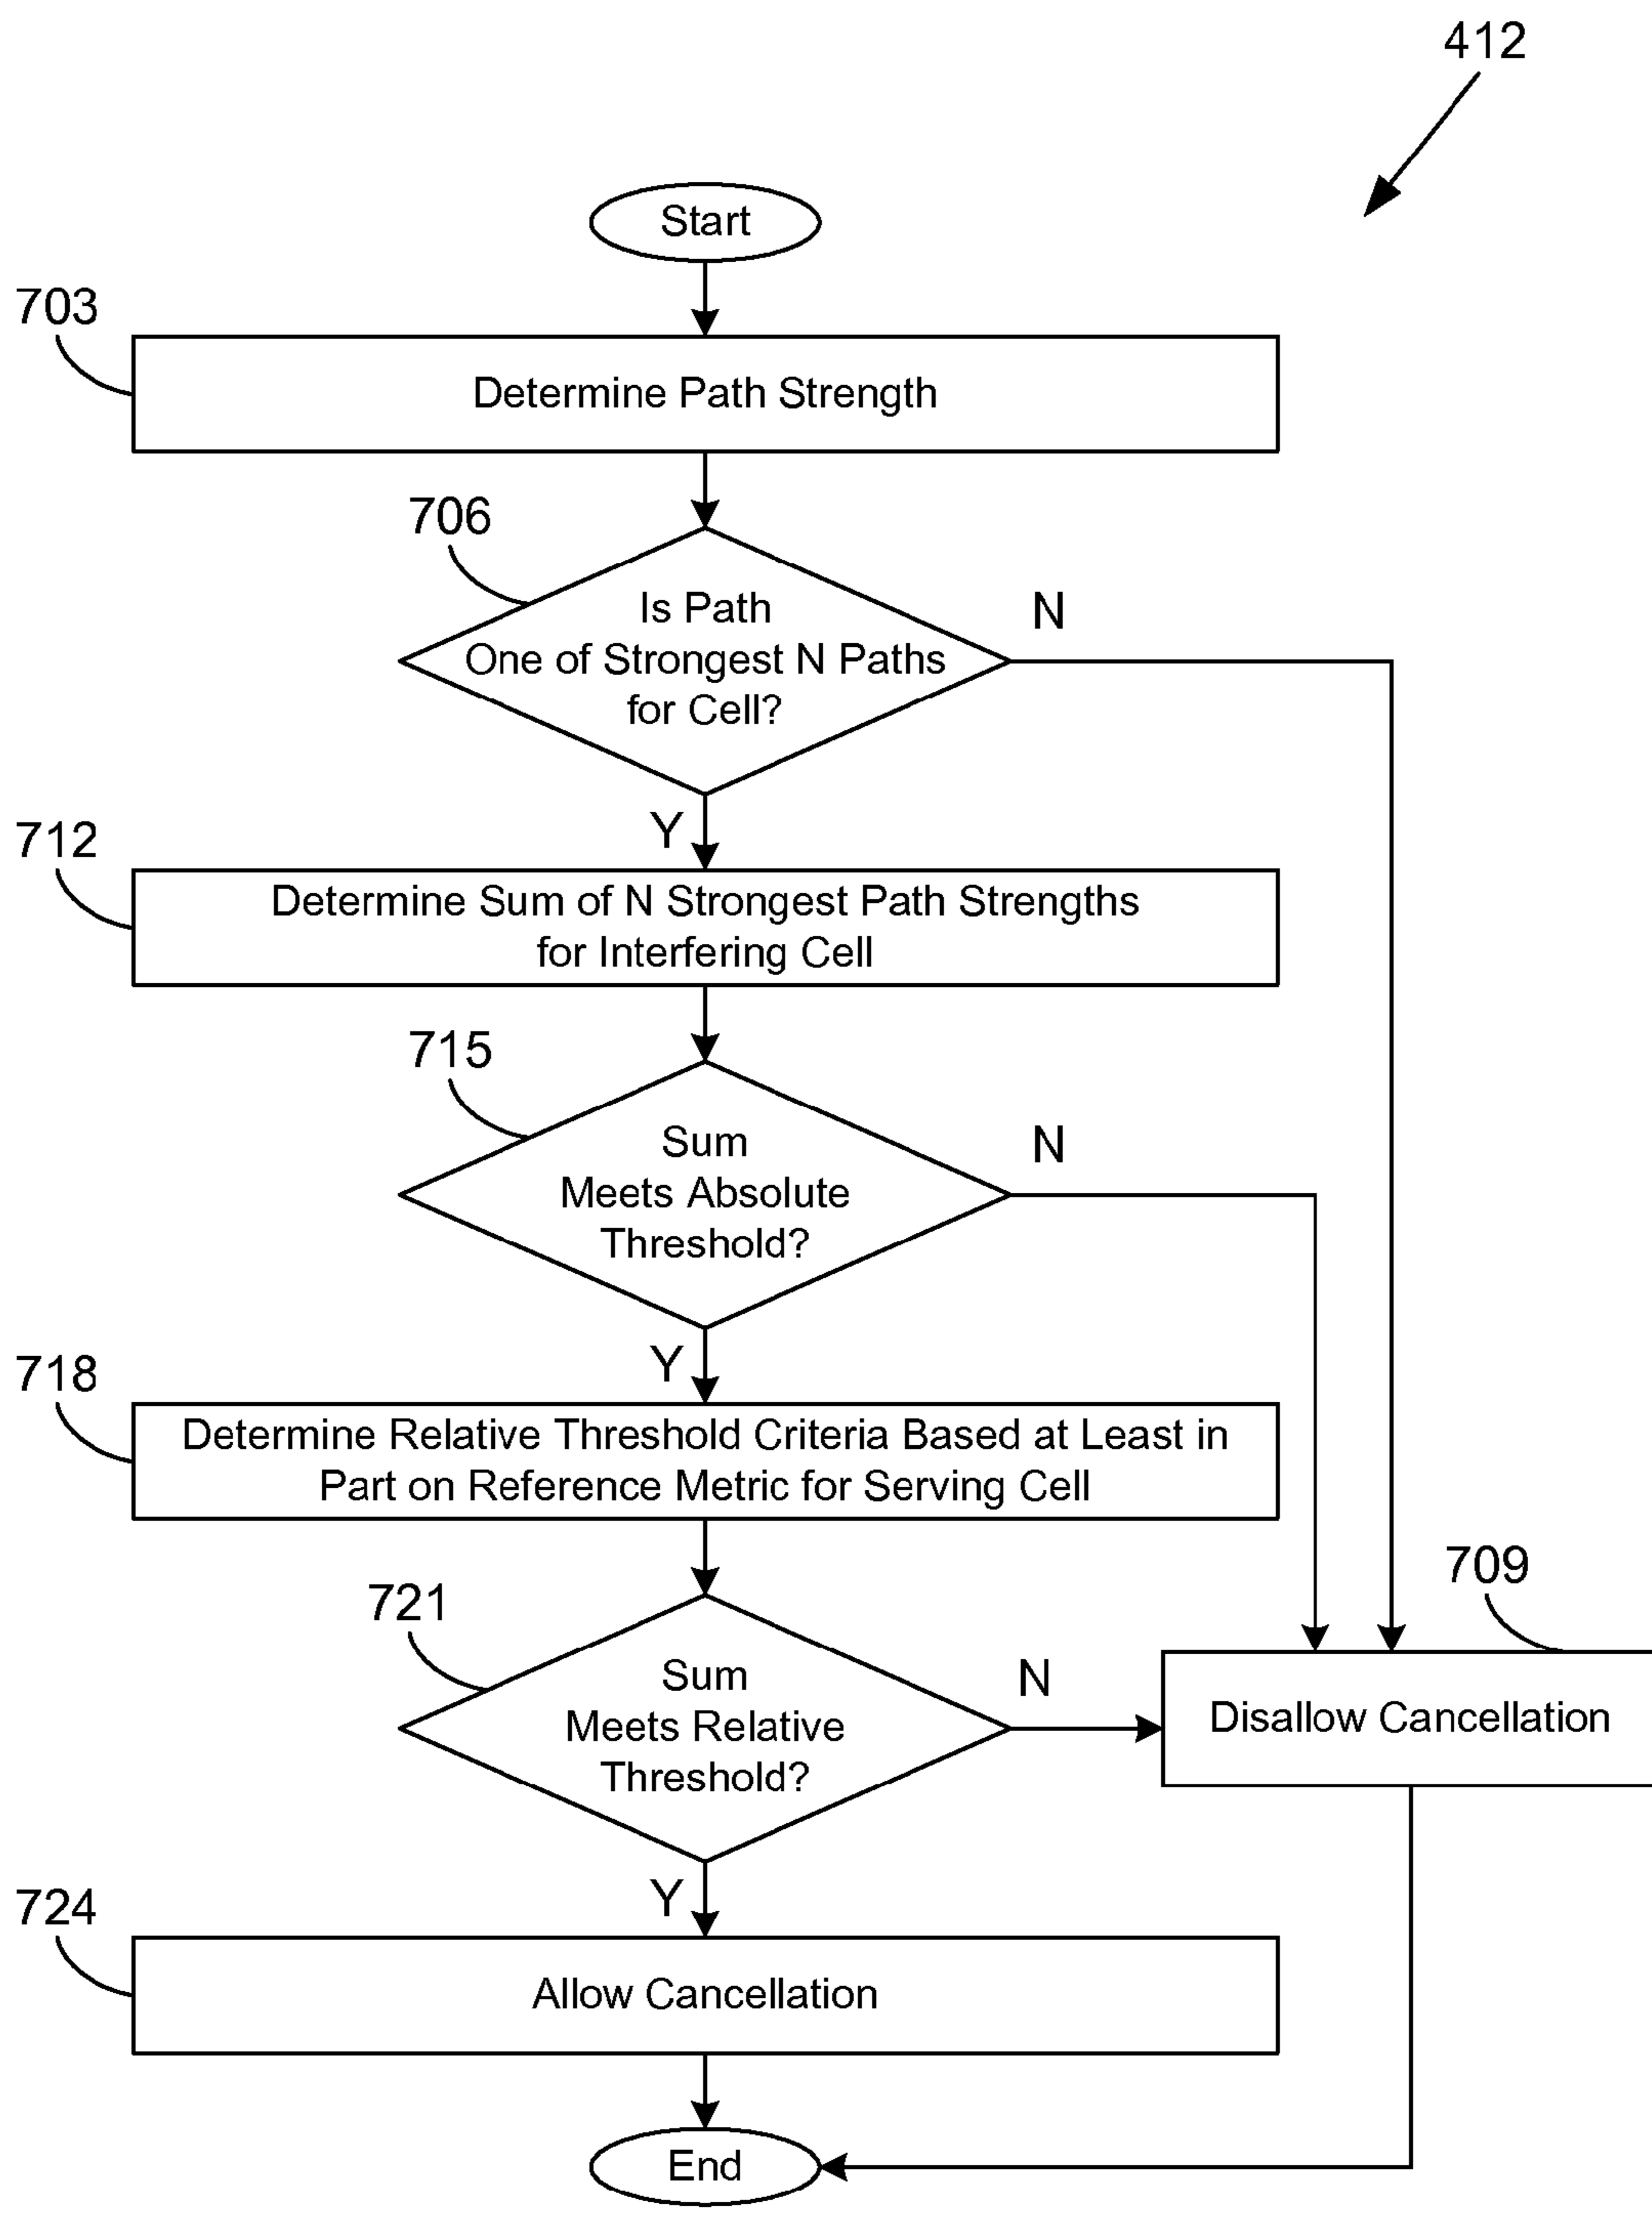 412
Start
703
Determine Path Strength
706
Is Path
One of Strongest N Paths
for Cell?
N
Y
712
Determine Sum of N Strongest Path Strengths
for Interfering Cell
715
Sum
Meets Absolute
Threshold?
N
Y
718
Determine Relative Threshold Criteria Based at Least in
Part on Reference Metric for Serving Cell
721
Sum
Meets Relative
Threshold?
N
709
Disallow Cancellation
Y
724
Allow Cancellation
End